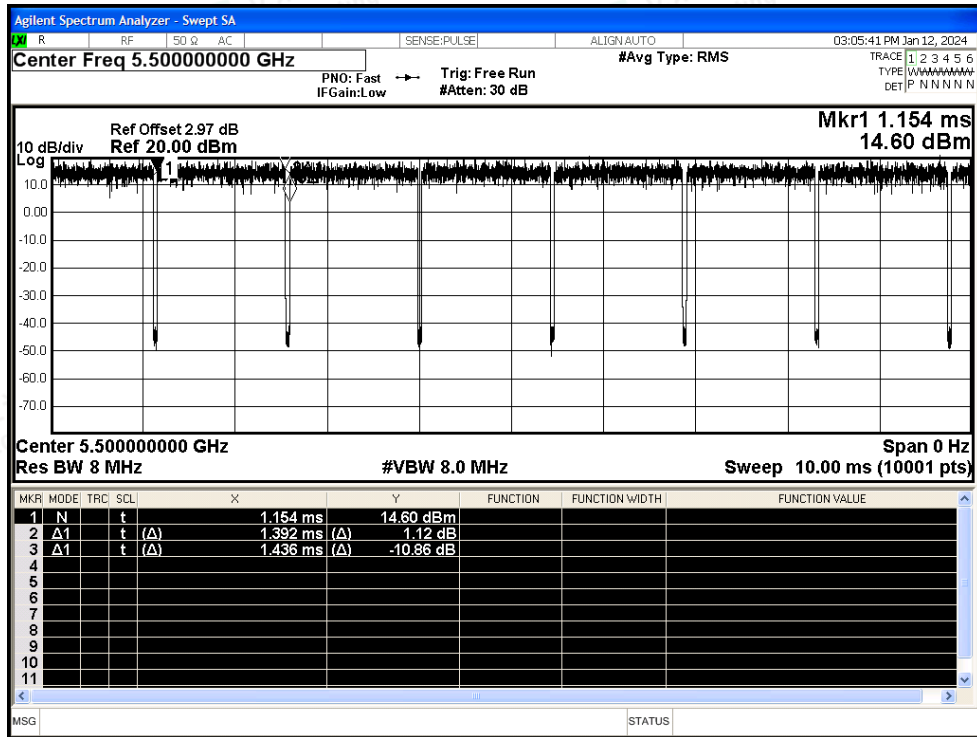 Agilent Spectrum Analyzer - Swept SA
LXI R RF 50 Ω AC SENSE:PULSE ALIGN AUTO 03:05:41 PM Jan 12, 2024
Center Freq 5.500000000 GHz #Avg Type: RMS TRACE 1 2 3 4 5 6
PNO: Fast Trig: Free Run TYPE
IFGain:Low #Atten: 30 dB DET P N N N N N
Mkr1 1.154 ms
14.60 dBm
Ref Offset 2.97 dB
10 dB/div Ref 20.00 dBm
Log
1
10.0
0.00
-10.0
-20.0
-30.0
-40.0
-50.0
-60.0
-70.0
Center 5.500000000 GHz Span 0 Hz
Res BW 8 MHz #VBW 8.0 MHz Sweep 10.00 ms (10001 pts)
MKR MODE TRC SCL X Y FUNCTION FUNCTION WIDTH FUNCTION VALUE
1 N t 1.154 ms 14.60 dBm
2 Δ1 t (Δ) 1.392 ms (Δ) 1.12 dB
3 Δ1 t (Δ) 1.436 ms (Δ) -10.86 dB
4
5
6
7
8
9
10
11
MSG STATUS